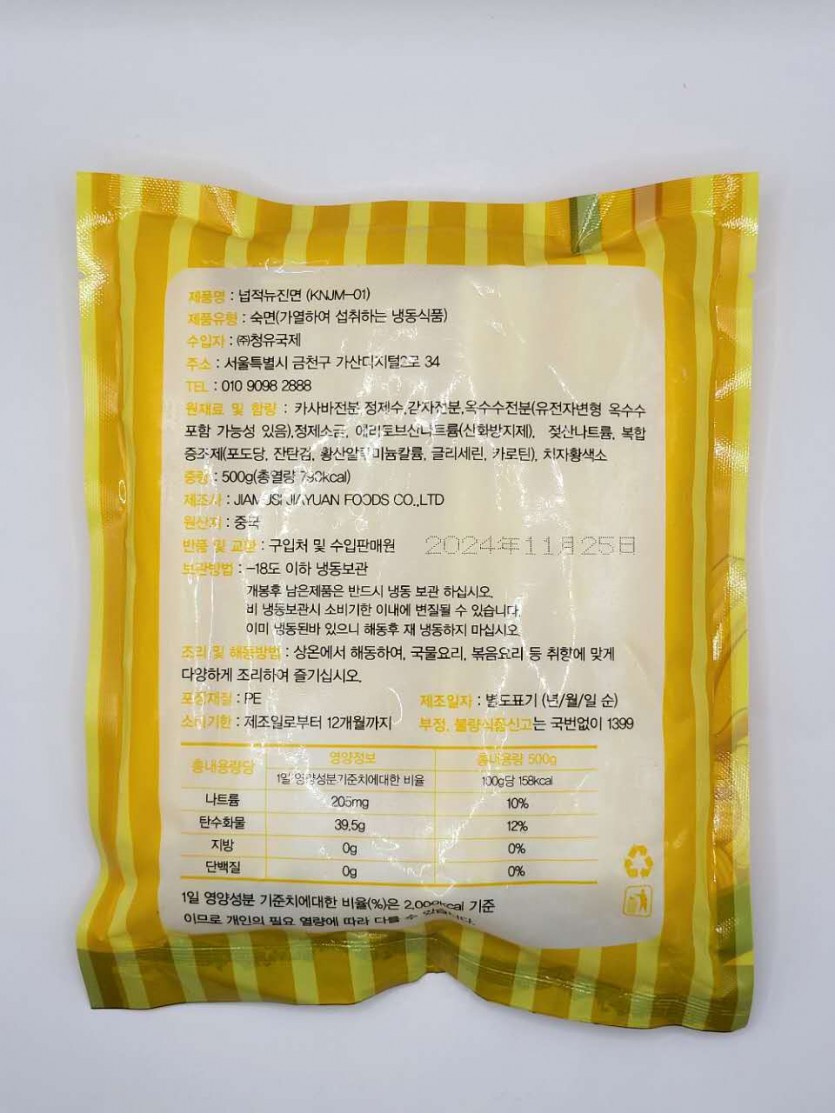 제품명 : 넙적뉴진면 (KNJM-01)
제품유형 : 숙면(가열하여 섭취하는 냉동식품)
수입자 : ㈜청유국제
주소 : 서울특별시 금천구 가산디지털2로 34
TEL : 010 9098 2888
원재료 및 함량 : 카사바전분 정제수,감자전분,옥수수전분(유전자변형 옥수수
포함 가능성 있음),정제소금, 에리토브산나트륨(산화방지제), 젖산나트륨, 복합
증조제(포도당, 잔탄검, 황산알루미늄칼륨, 글리세린, 카로틴), 치자황색소
중량 : 500g(총열량 790kcal)
제조사 : JIAMUSI JIAYUAN FOODS CO.,LTD
원산지 : 중국
반품 및 교환 : 구입처 및 수입판매원 2024年11月25日
보관방법 : -18도 이하 냉동보관
개봉후 남은제품은 반드시 냉동 보관 하십시오.
비 냉동보관시 소비기한 이내에 변질될 수 있습니다.
이미 냉동된바 있으니 해동후 재 냉동하지 마십시오.
조리 및 해동방법 : 상온에서 해동하여, 국물요리, 볶음요리 등 취향에 맞게
다양하게 조리하여 즐기십시오.
포장재질 : PE 제조일자 : 별도표기 (년/월/일 순)
소비기한 : 제조일로부터 12개월까지 부정, 불량식품신고는 국번없이 1399
총내용량당 영양정보 총내용량 500g
1일 영양성분기준치에대한 비율 100g당 158kcal
나트륨 205mg 10%
탄수화물 39.5g 12%
지방 0g 0%
단백질 0g 0%
1일 영양성분 기준치에대한 비율(%)은 2,000kcal 기준
이므로 개인의 필요 열량에 따라 다를 수 있습니다.